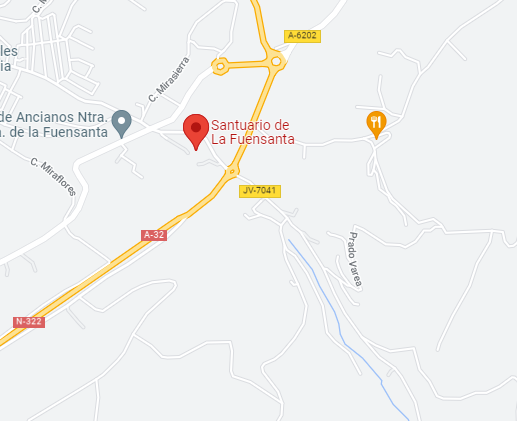 A-6202
les
ia
C. M
C. Mirasierra
de Ancianos Ntra.
a. de la Fuensanta
Santuario de
La Fuensanta
C. Miraflores
JV-7041
A-32
Prado Varea
N-322